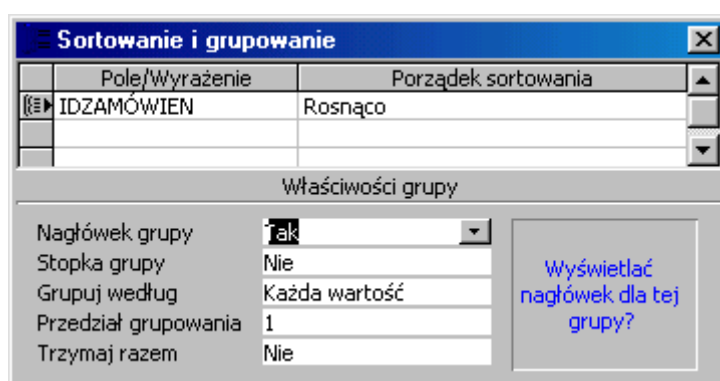 Sortowanie i grupowanie
Pole/Wyrażenie Porządek sortowania
IDZAMÓWIEN Rosnąco
Właściwości grupy
Nagłówek grupy Tak
Stopka grupy Nie
Grupuj według Każda wartość
Przedział grupowania 1
Trzymaj razem Nie
Wyświetlać
nagłówek dla tej
grupy?